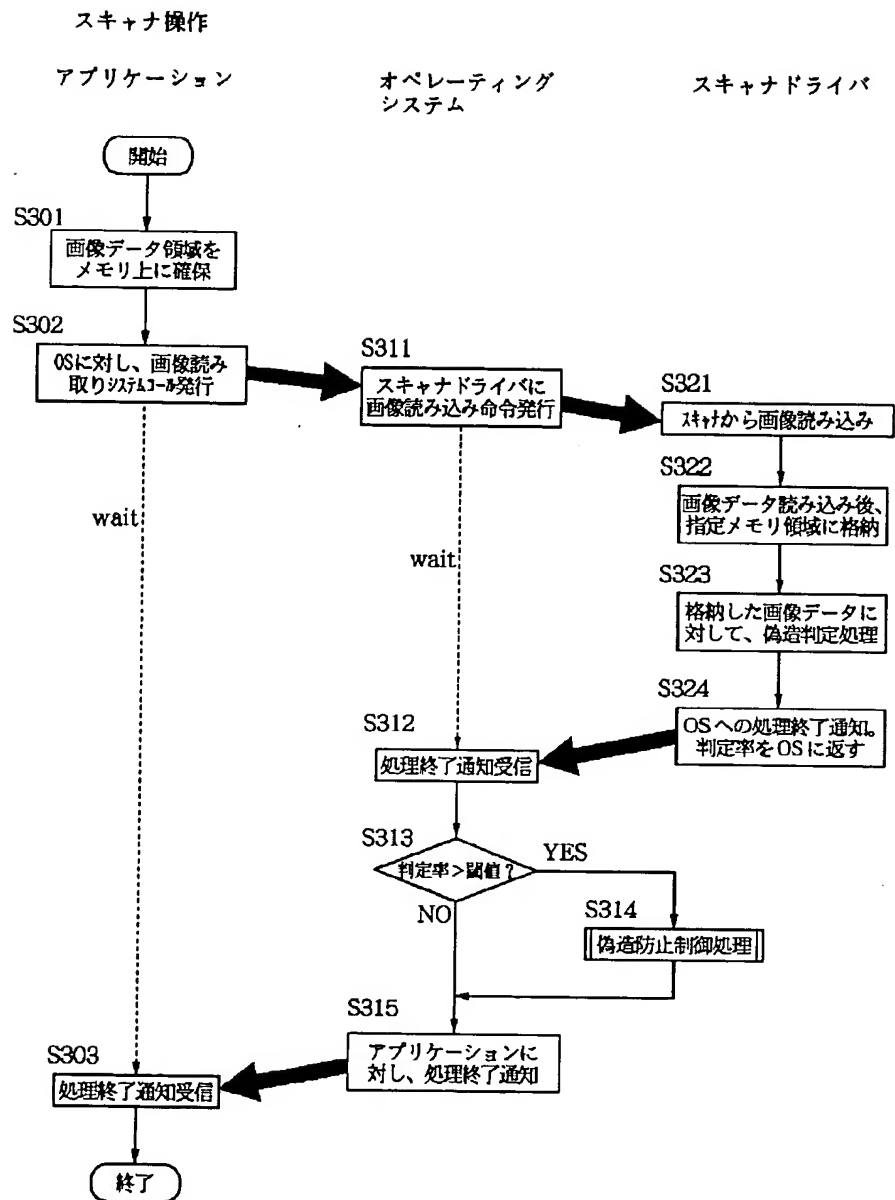 スキャナ操作
アプリケーション
オペレーティング
システム
スキャナドライバ
開始
S301
画像データ領域を
メモリ上に確保
S302
OSに対し、画像読み
取りシステムコール発行
S311
スキャナドライバに
画像読み込み命令発行
S321
スキャナから画像読み込み
S322
画像データ読み込み後、
指定メモリ領域に格納
wait
wait
S323
格納した画像データに
対して、偽造判定処理
S324
OSへの処理終了通知。
判定率をOSに返す
S312
処理終了通知受信
S313
判定率>閾値?
YES
NO
S314
偽造防止制御処理
S315
アプリケーションに
対し、処理終了通知
S303
処理終了通知受信
終了